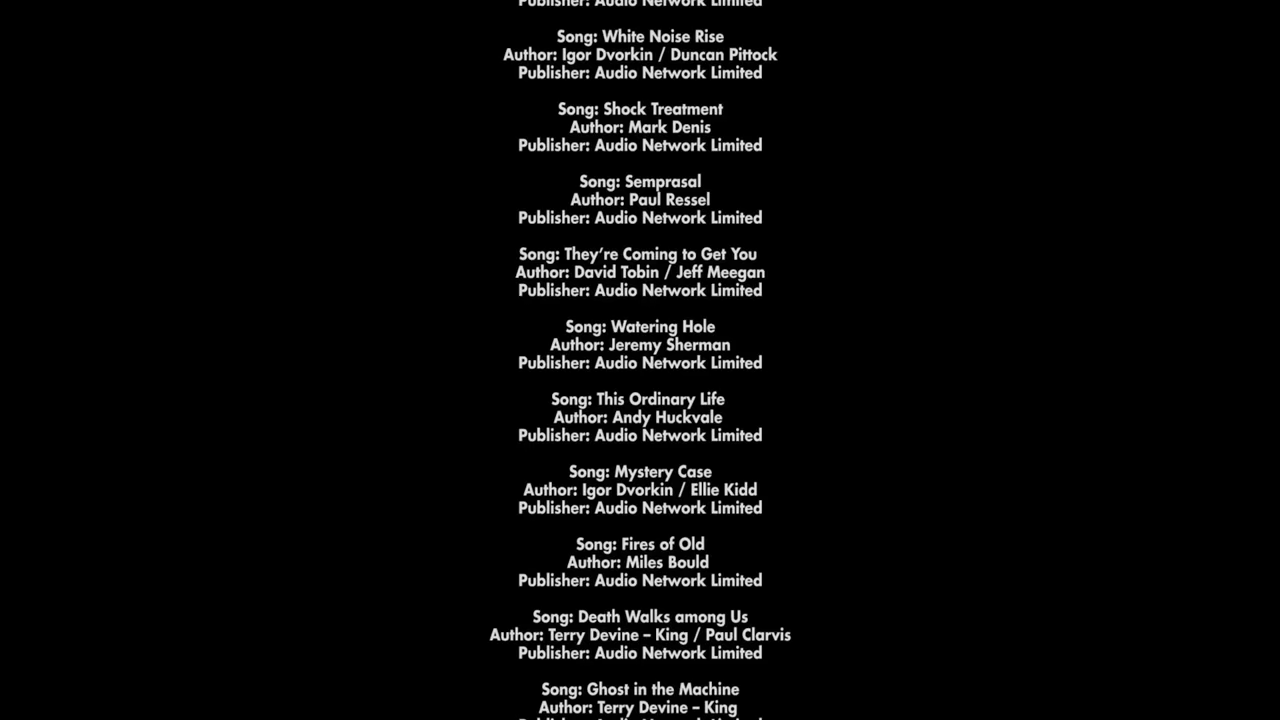 Publisher: Audio Network Limited
Song: White Noise Rise
Author: Igor Dvorkin / Duncan Pittock
Publisher: Audio Network Limited
Song: Shock Treatment
Author: Mark Denis
Publisher: Audio Network Limited
Song: Semprasal
Author: Paul Ressel
Publisher: Audio Network Limited
Song: They’re Coming to Get You
Author: David Tobin / Jeff Meegan
Publisher: Audio Network Limited
Song: Watering Hole
Author: Jeremy Sherman
Publisher: Audio Network Limited
Song: This Ordinary Life
Author: Andy Huckvale
Publisher: Audio Network Limited
Song: Mystery Case
Author: Igor Dvorkin / Ellie Kidd
Publisher: Audio Network Limited
Song: Fires of Old
Author: Miles Bould
Publisher: Audio Network Limited
Song: Death Walks among Us
Author: Terry Devine – King / Paul Clarvis
Publisher: Audio Network Limited
Song: Ghost in the Machine
Author: Terry Devine – King